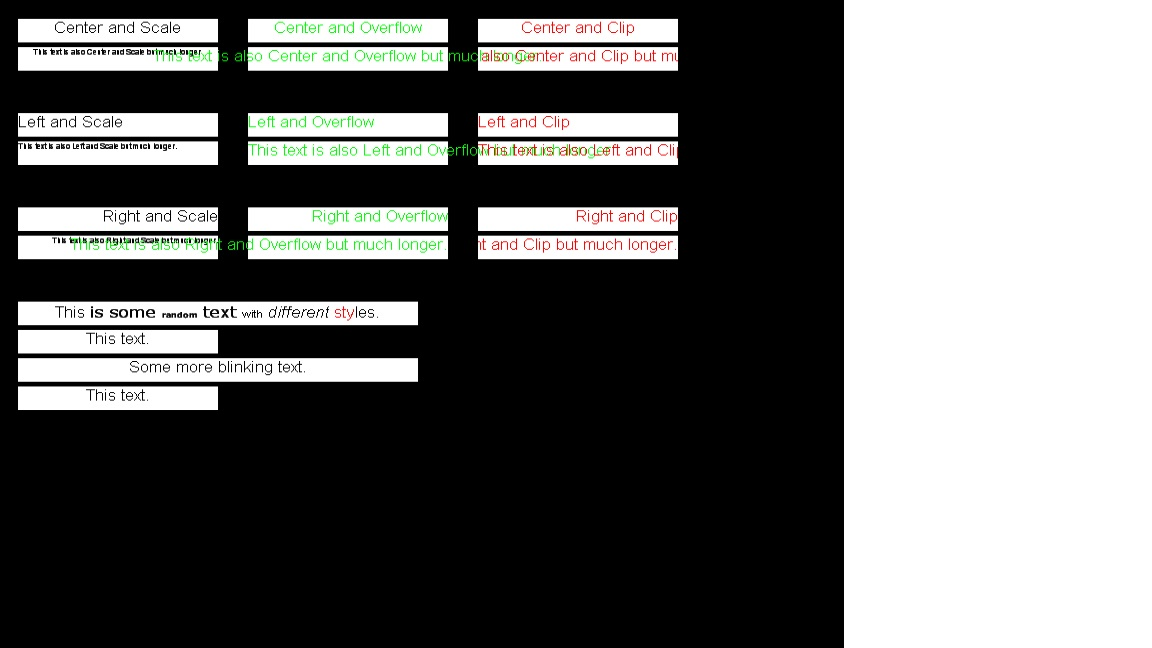 Center and Scale
Center and Overflow
Center and Clip
This text is also Center and Scale but much longer.
This text is also Center and Overflow but much longer.
also Center and Clip but mu
Left and Scale
Left and Overflow
Left and Clip
This text is also Left and Scale but much longer.
This text is also Left and Overflow but much longer.
This text is also Left and Clip
Right and Scale
Right and Overflow
Right and Clip
This text is also Right and Scale but much longer.
This text is also Right and Overflow but much longer.
nt and Clip but much longer.
This is some random text with different styles.
This text.
Some more blinking text.
This text.